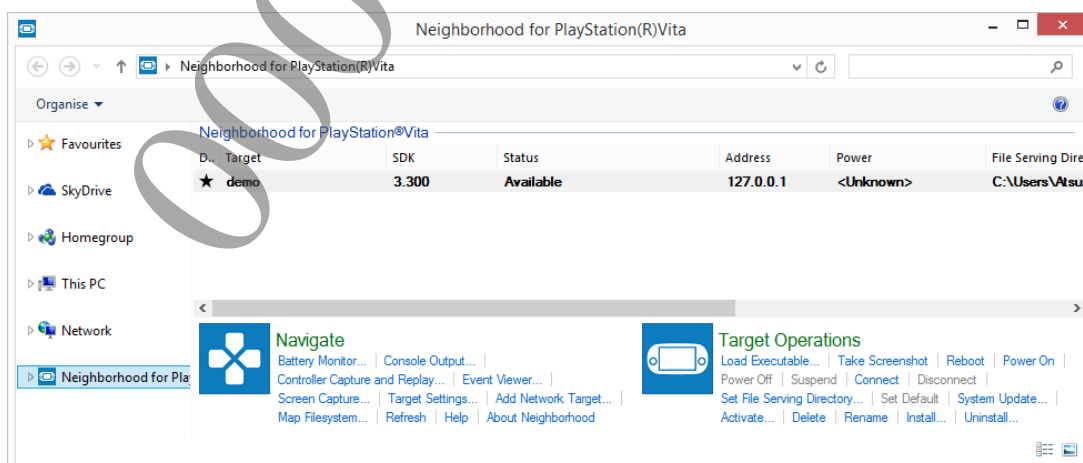 Neighborhood for PlayStation(R)Vita
Neighborhood for PlayStation(R)Vita
Organise
Favourites
SkyDrive
Homegroup
This PC
Network
Neighborhood for Pla
Neighborhood for PlayStation®Vita
D.. Target SDK Status Address Power File Serving Dire
★ demo 3.300 Available 127.0.0.1 <Unknown> C:\Users\Atsu
Navigate
Battery Monitor... | Console Output... |
Controller Capture and Replay... | Event Viewer... |
Screen Capture... | Target Settings... | Add Network Target... |
Map Filesystem... | Refresh | Help | About Neighborhood
Target Operations
Load Executable... | Take Screenshot | Reboot | Power On |
Power Off | Suspend | Connect | Disconnect |
Set File Serving Directory... | Set Default | System Update... |
Activate... | Delete | Rename | Install... | Uninstall...